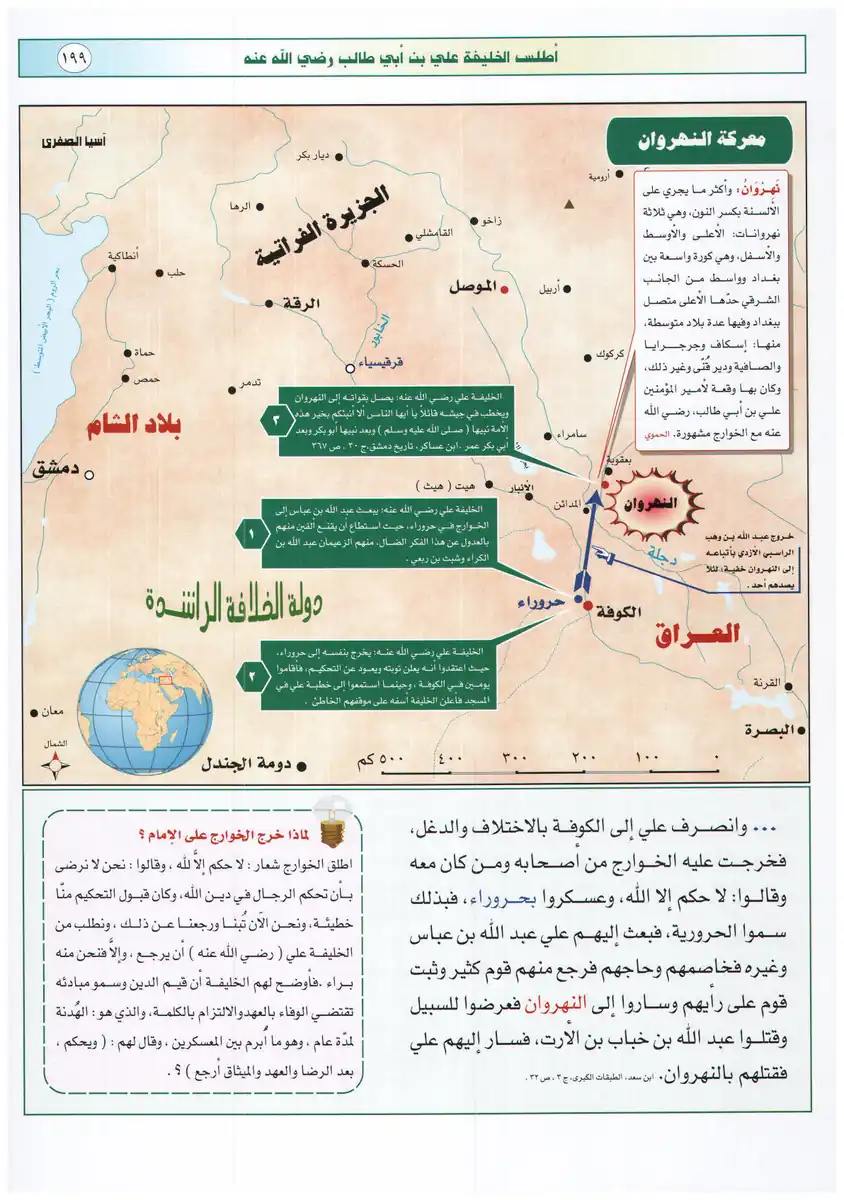 أطلس الخليفة علي بن أبي طالب رضي الله عنه
١٩٩
معركة النهروان
نَهرَوَانُ: وأكثر ما يجري على
الألسنة بكسر النون، وهي ثلاثة
نهروانات: الأعلى والأوسط
والأسفل، وهي كورة واسعة بين
بغداد وواسط من الجانب
الشرقي حدّها الأعلى متصل
ببغداد وفيها عدة بلاد متوسطة،
منها: إسكاف وجرجرايا
والصافية ودير قُنّى وغير ذلك،
وكان بها وقعة لأمير المؤمنين
علي بن أبي طالب، رضي الله
عنه مع الخوارج مشهورة. الحموي
آسيا الصغرى
ديار بكر
أرومية
الرها
الجزيرة الفراتية
القامشلي
زاخو
أنطاكية
حلب
الحسكة
الموصل
أربيل
الرقة
الخابور
بحر الروم ( البحر الأبيض المتوسط )
حماة
حمص
قرقيسياء
كركوك
تدمر
بلاد الشام
دمشق
٣
الخليفة علي رضي الله عنه: يصل بقواته إلى النهروان
ويخطب في جيشه قائلاً يا أيها الناس ألا أنبئكم بخير هذه
الأمة نبيها ( صلى الله عليه وسلم ) وبعد نبيها أبو بكر وبعد
أبي بكر عمر . ابن عساكر، تاريخ دمشق،ج ٣٠ . ص ٣٦٧
سامراء
بعقوبة
هيت ( هيث )
الأنبار
المدائن
النهروان
١
الخليفة علي رضي الله عنه: يبعث عبد الله بن عباس إلى
الخوارج في حروراء، حيث استطاع أن يقنع ألفين منهم
بالعدول عن هذا الفكر الضال، منهم الزعيمان عبد الله بن
الكراء وشبث بن ربعي .
خروج عبد الله بن وهب
الراسبي الأزدي بأتباعه
إلى النهروان خفية؛ لئلا
يصدهم أحد .
دجلة
دولة الخلافة الراشدة
حروراء
الكوفة
العراق
٢
الخليفة علي رضي الله عنه: يخرج بنفسه إلى حروراء،
حيث اعتقدوا أنه يعلن توبته ويعود عن التحكيم، فأقاموا
يومين في الكوفة ، وحينما استمعوا إلى خطبة علي في
المسجد فأعلن الخليفة أسفه على موقفهم الخاطئ .
القرنة
البصرة
معان
الشمال
دومة الجندل
٠ ١٠٠ ٢٠٠ ٣٠٠ ٤٠٠ ٥٠٠ كم
... وانصرف علي إلى الكوفة بالاختلاف والدغل،
فخرجت عليه الخوارج من أصحابه ومن كان معه
وقالوا: لا حكم إلا الله، وعسكروا بحروراء، فبذلك
سموا الحرورية، فبعث إليهم علي عبد الله بن عباس
وغيره فخاصمهم وحاجهم فرجع منهم قوم كثير وثبت
قوم على رأيهم وساروا إلى النهروان فعرضوا للسبيل
وقتلوا عبد الله بن خباب بن الأرت، فسار إليهم علي
فقتلهم بالنهروان. ابن سعد، الطبقات الكبرى، ج ٣ ، ص ٣٢ .
لماذا خرج الخوارج على الإمام ؟
اطلق الخوارج شعار : لا حكم إلاَّ لله ، وقالوا : نحن لا نرضى
بأن تحكم الرجال في دين الله، وكان قبول التحكيم منّا
خطيئة، ونحن الآن تُبنا ورجعنا عن ذلك ، ونطلب من
الخليفة علي ( رضي الله عنه ) أن يرجع ، وإلاَّ فنحن منه
براء .فأوضح لهم الخليفة أن قيم الدين وسمو مبادئه
تقتضي الوفاء بالعهدوالالتزام بالكلمة، والذي هو : الهُدنة
لمدّة عام ، وهو ما أُبرم بين المعسكرين ، وقال لهم : ( ويحكم ،
بعد الرضا والعهد والميثاق أرجع ) ؟ .